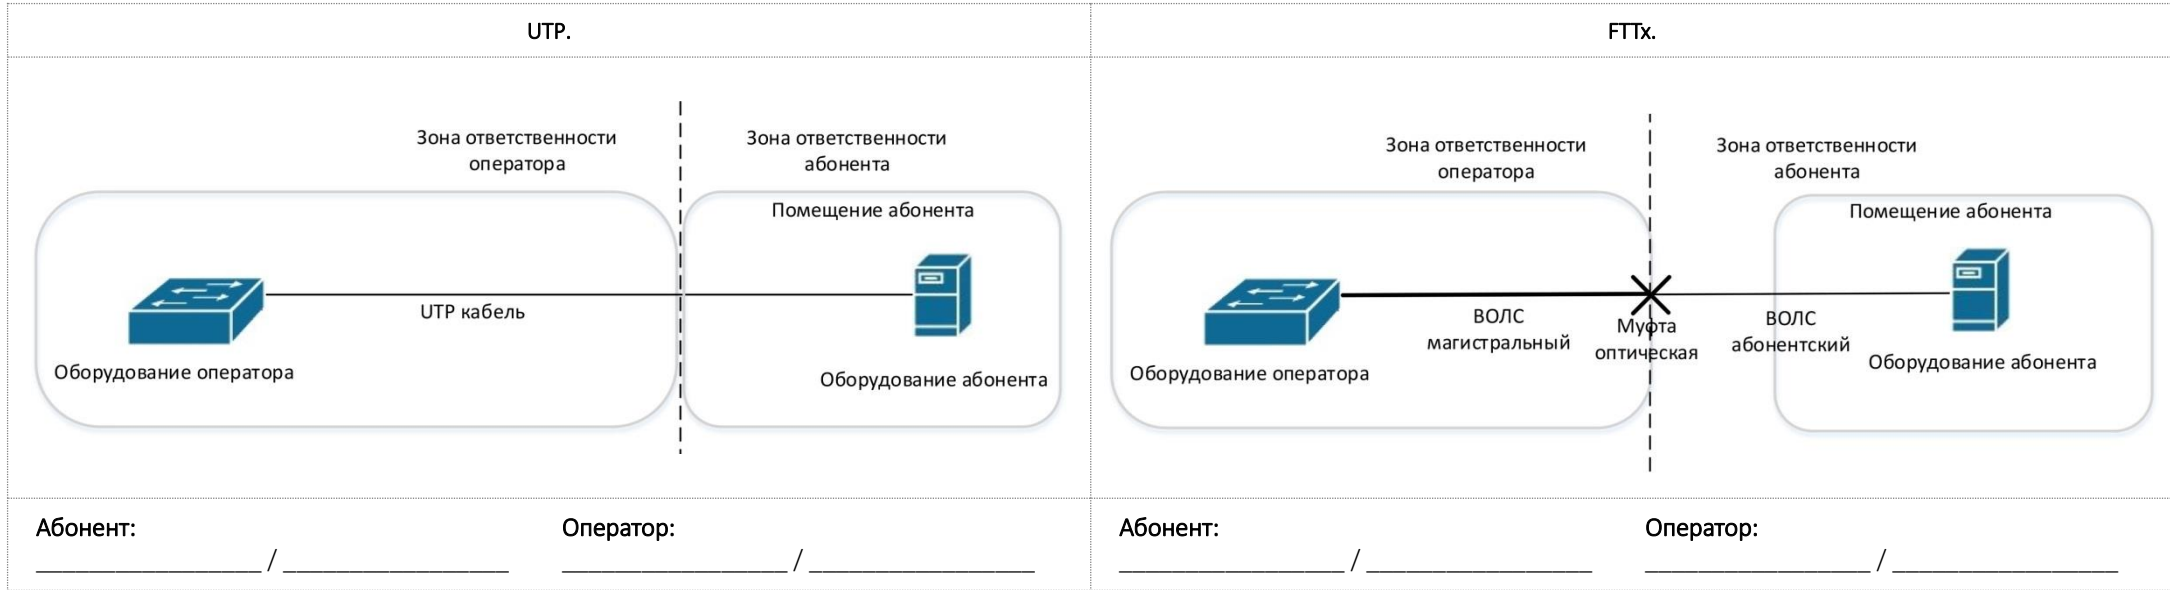 UTP.
Зона ответственности
оператора
Зона ответственности
абонента
Помещение абонента
UTP кабель
Оборудование оператора
Оборудование абонента
Абонент:
Оператор:
_________________ / _________________
_________________ / _________________
FTTx.
Зона ответственности
оператора
Зона ответственности
абонента
Помещение абонента
ВОЛС
магистральный
Муфта
оптическая
ВОЛС
абонентский
Оборудование оператора
Оборудование абонента
Абонент:
Оператор:
_________________ / _________________
_________________ / _________________